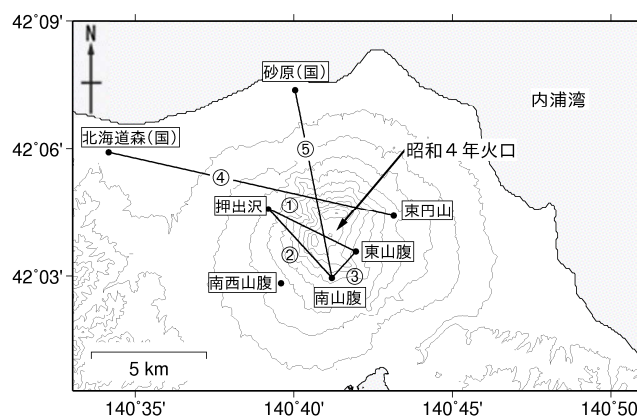 42°09'
N
砂原(国)
内浦湾
北海道森(国)
42°06'
⑤
昭和4年火口
④
押出沢
①
東円山
②
東山腹
42°03'
南西山腹
③
南山腹
5 km
140°35'
140°40'
140°45'
140°50'